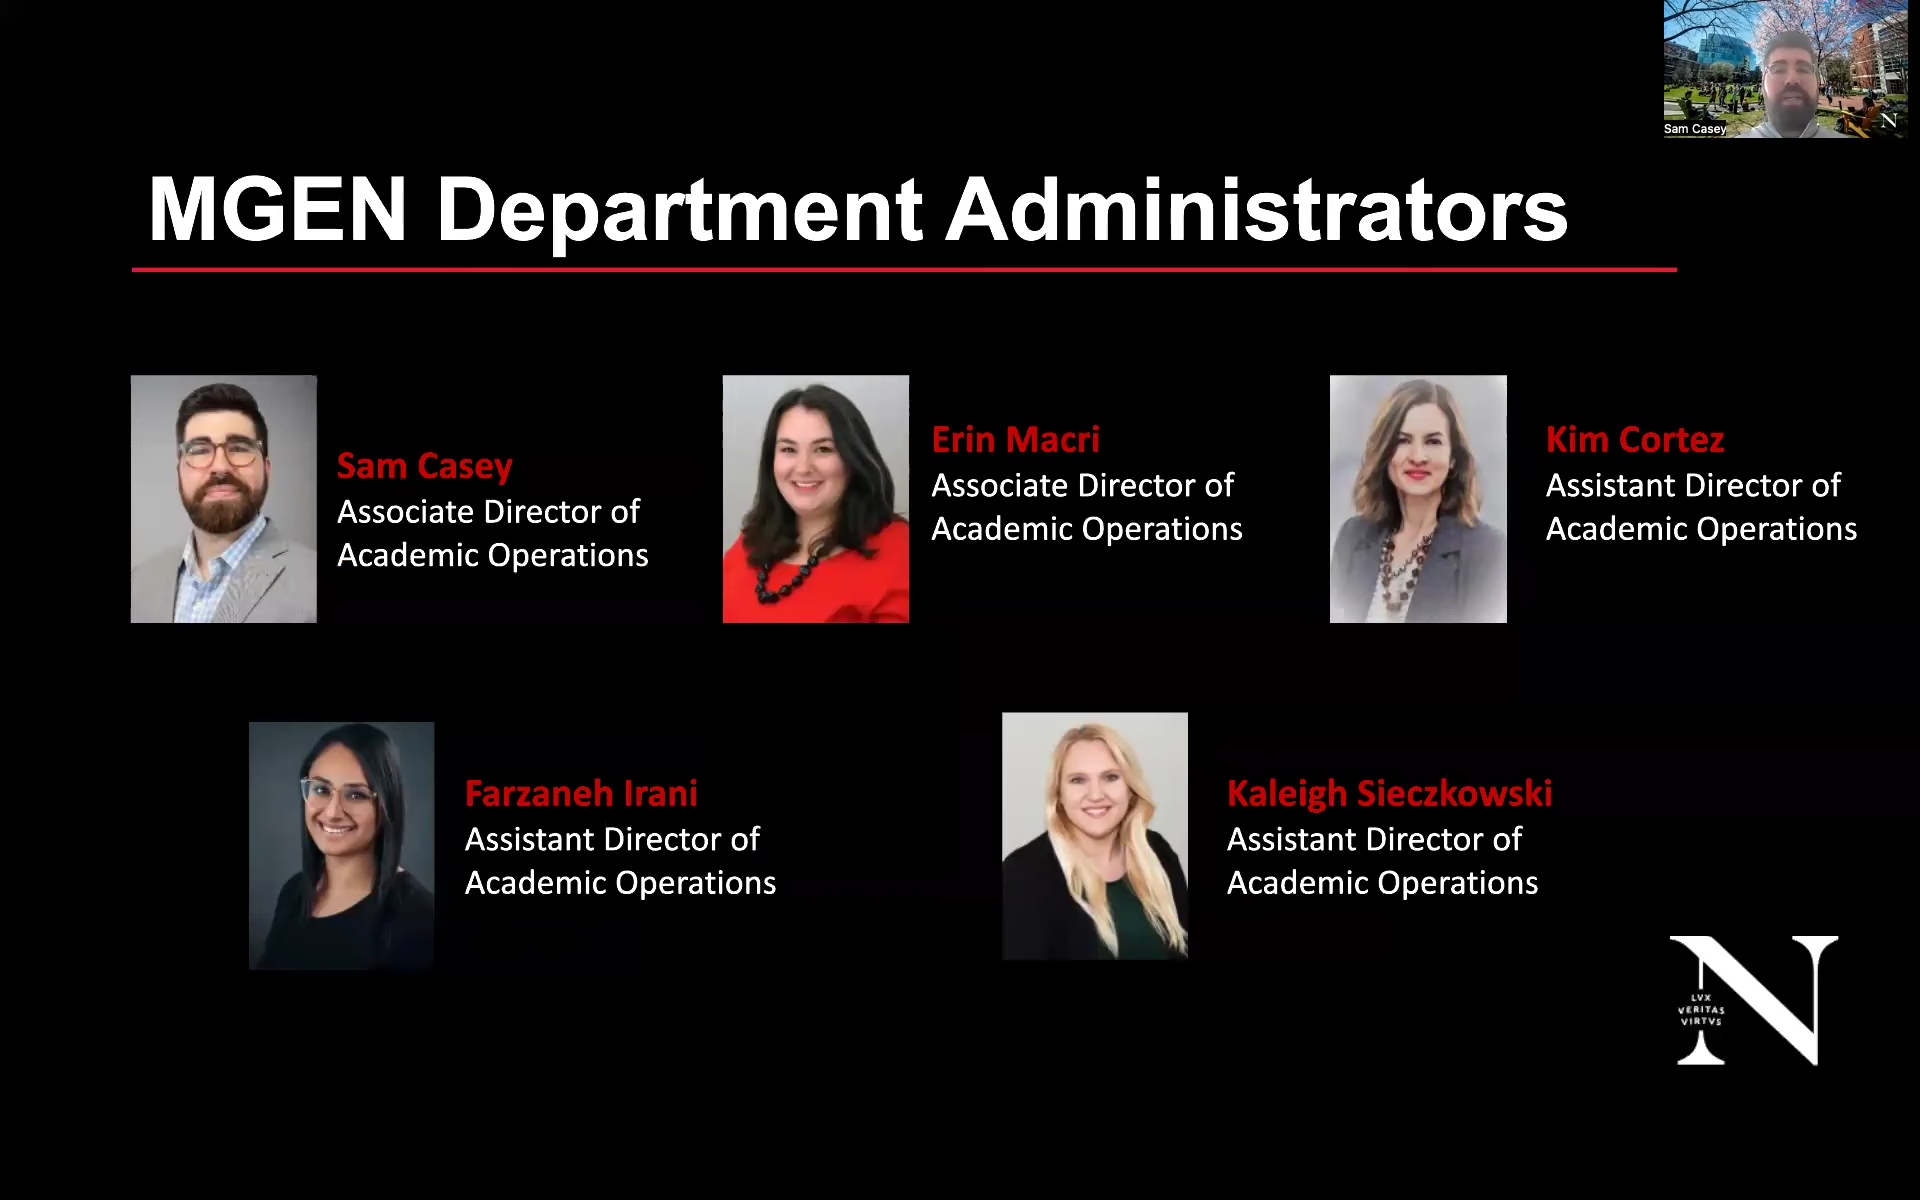 Sam Casey
N
MGEN Department Administrators
Sam Casey
Associate Director of
Academic Operations
Erin Macri
Associate Director of
Academic Operations
Kim Cortez
Assistant Director of
Academic Operations
Farzaneh Irani
Assistant Director of
Academic Operations
Kaleigh Sieczkowski
Assistant Director of
Academic Operations
N
LVX
VERITAS
VIRTVS